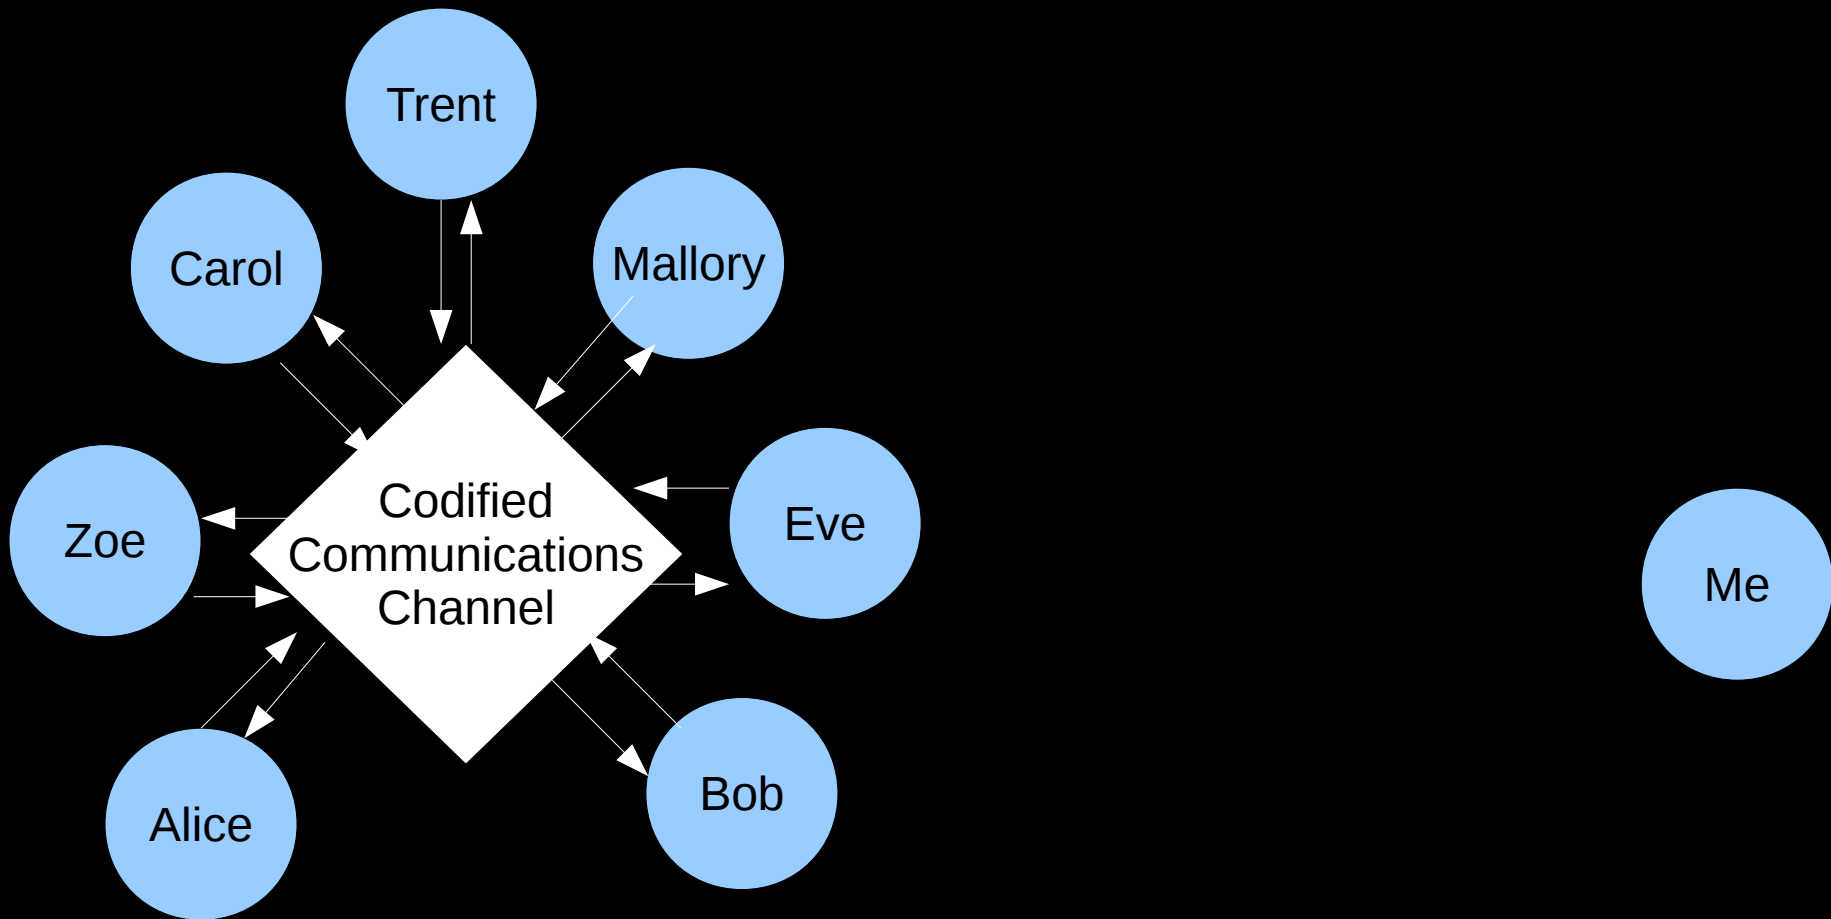 Trent
Mallory
Carol
Codified
Communications
Channel
Eve
Zoe
Me
Bob
Alice